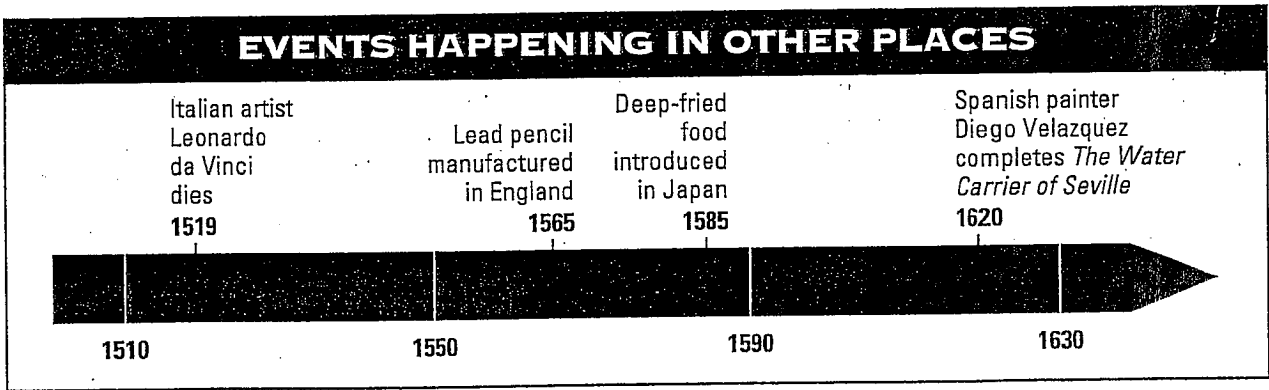 EVENTS HAPPENING IN OTHER PLACES
Italian artist
Leonardo
da Vinci
dies
1519
Lead pencil
manufactured
in England
1565
Deep-fried
food
introduced
in Japan
1585
Spanish painter
Diego Velazquez
completes The Water
Carrier of Seville
1620
1510
1550
1590
1630